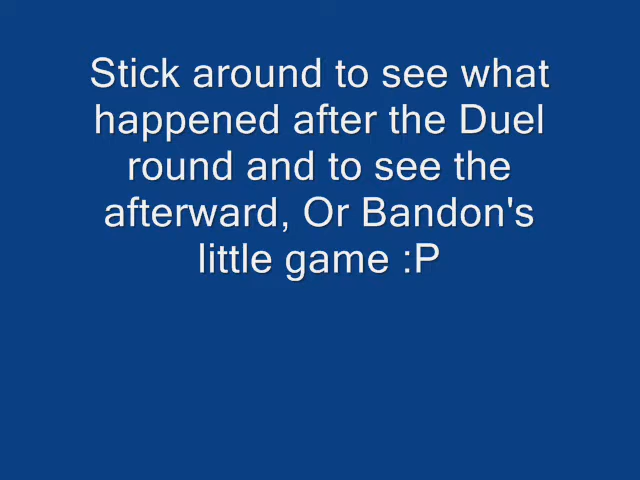 Stick around to see what
happened after the Duel
round and to see the
afterward, Or Bandon's
little game :P